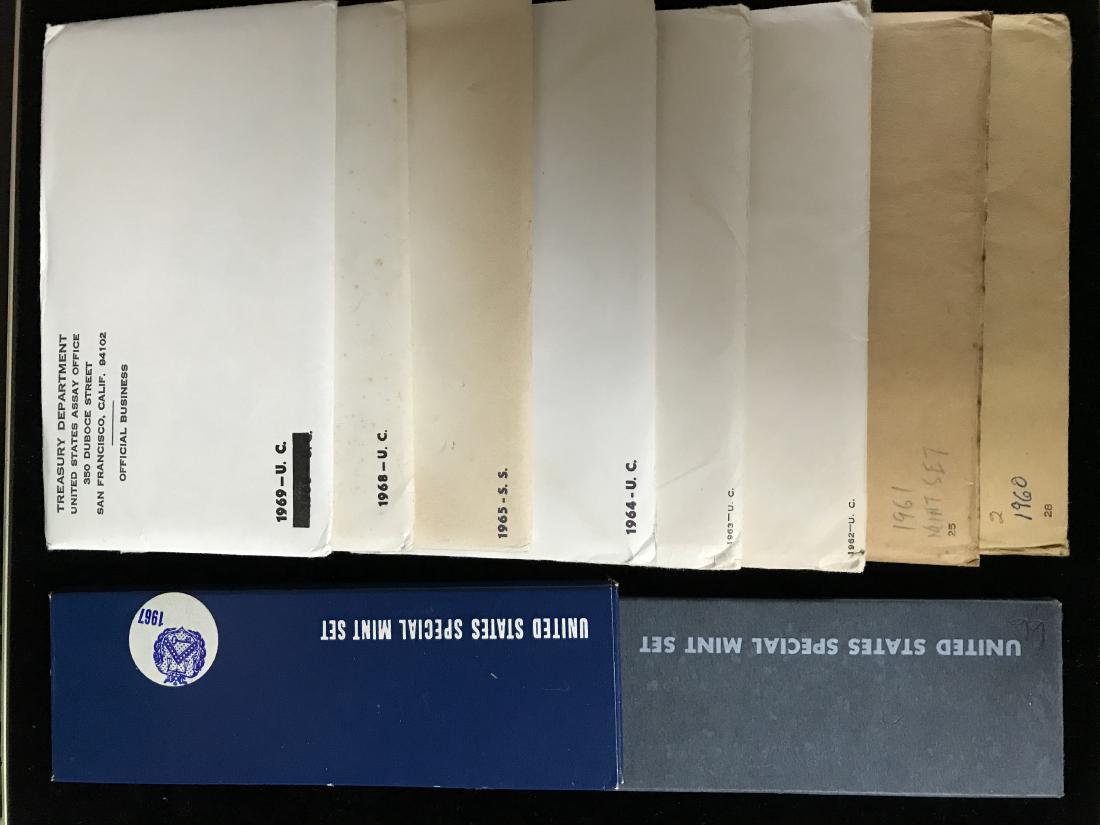 TREASURY DEPARTMENT
UNITED STATES ASSAY OFFICE
350 DUBOCE STREET
SAN FRANCISCO, CALIF. 94102
OFFICIAL BUSINESS
1969-U. C.
1968-U. C.
1965-S. S.
1964-U. C.
1963-U. C.
1962-U. C.
1961
MINT SET
25
2
1960
28
1967
UNITED STATES SPECIAL MINT SET
UNITED STATES SPECIAL MINT SET